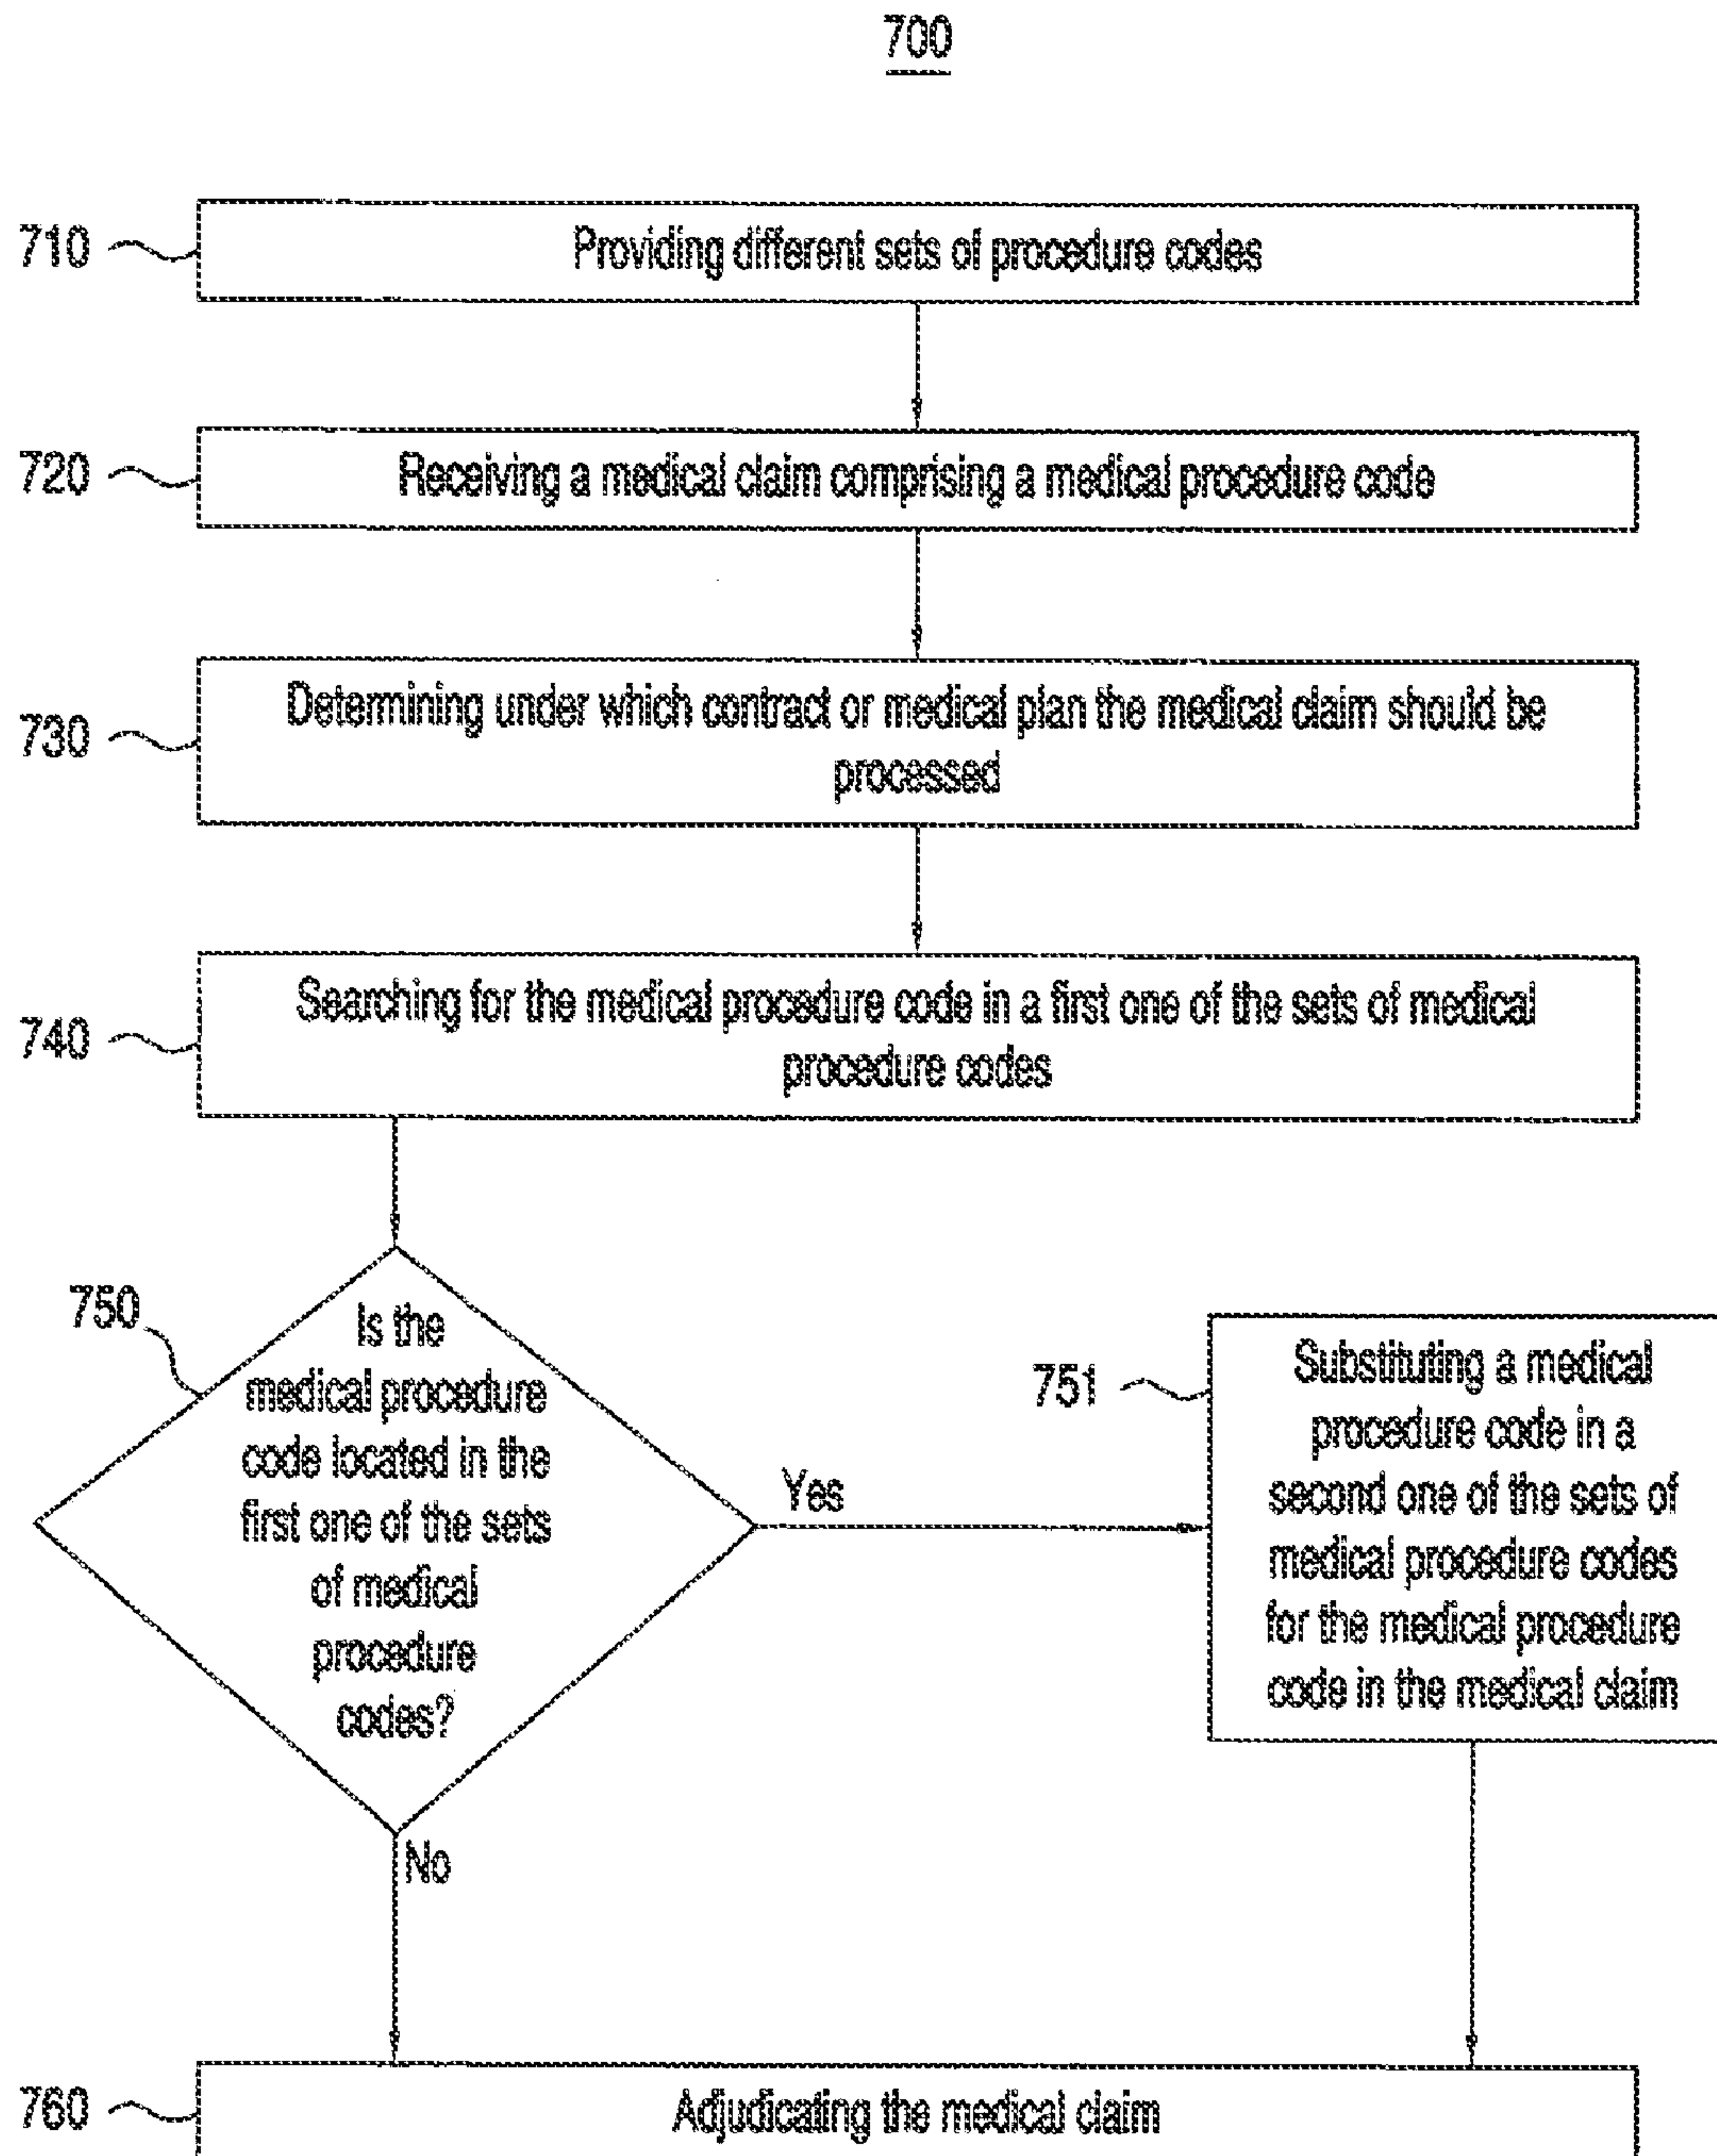 700
710
Providing different sets of procedure codes
720
Receiving a medical claim comprising a medical procedure code
730
Determining under which contract or medical plan the medical claim should be
processed
740
Searching for the medical procedure code in a first one of the sets of medical
procedure codes
750
Is the
medical procedure
code located in the
first one of the sets
of medical
procedure
codes?
Yes
No
751
Substituting a medical
procedure code in a
second one of the sets of
medical procedure codes
for the medical procedure
code in the medical claim
760
Adjudicating the medical claim